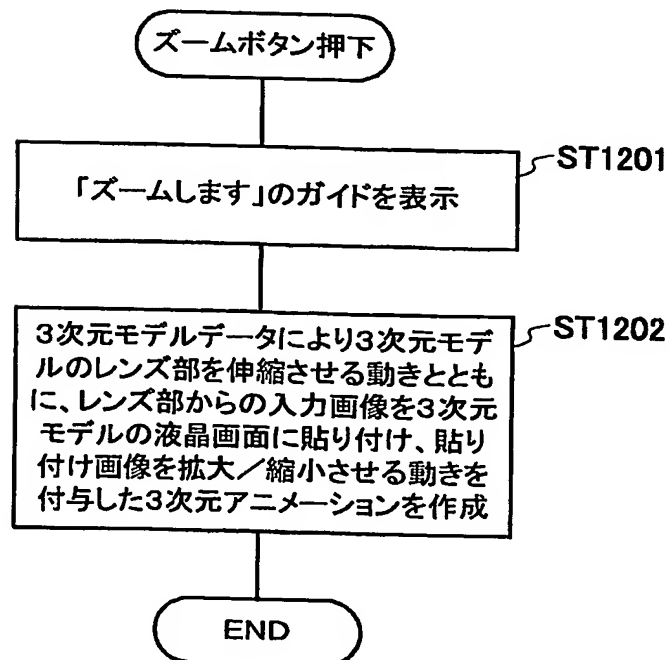 ズームボタン押下
ST1201
「ズームします」のガイドを表示
ST1202
3次元モデルデータにより3次元モデ
ルのレンズ部を伸縮させる動きととも
に、レンズ部からの入力画像を3次元
モデルの液晶画面に貼り付け、貼り
付け画像を拡大／縮小させる動きを
付与した3次元アニメーションを作成
END